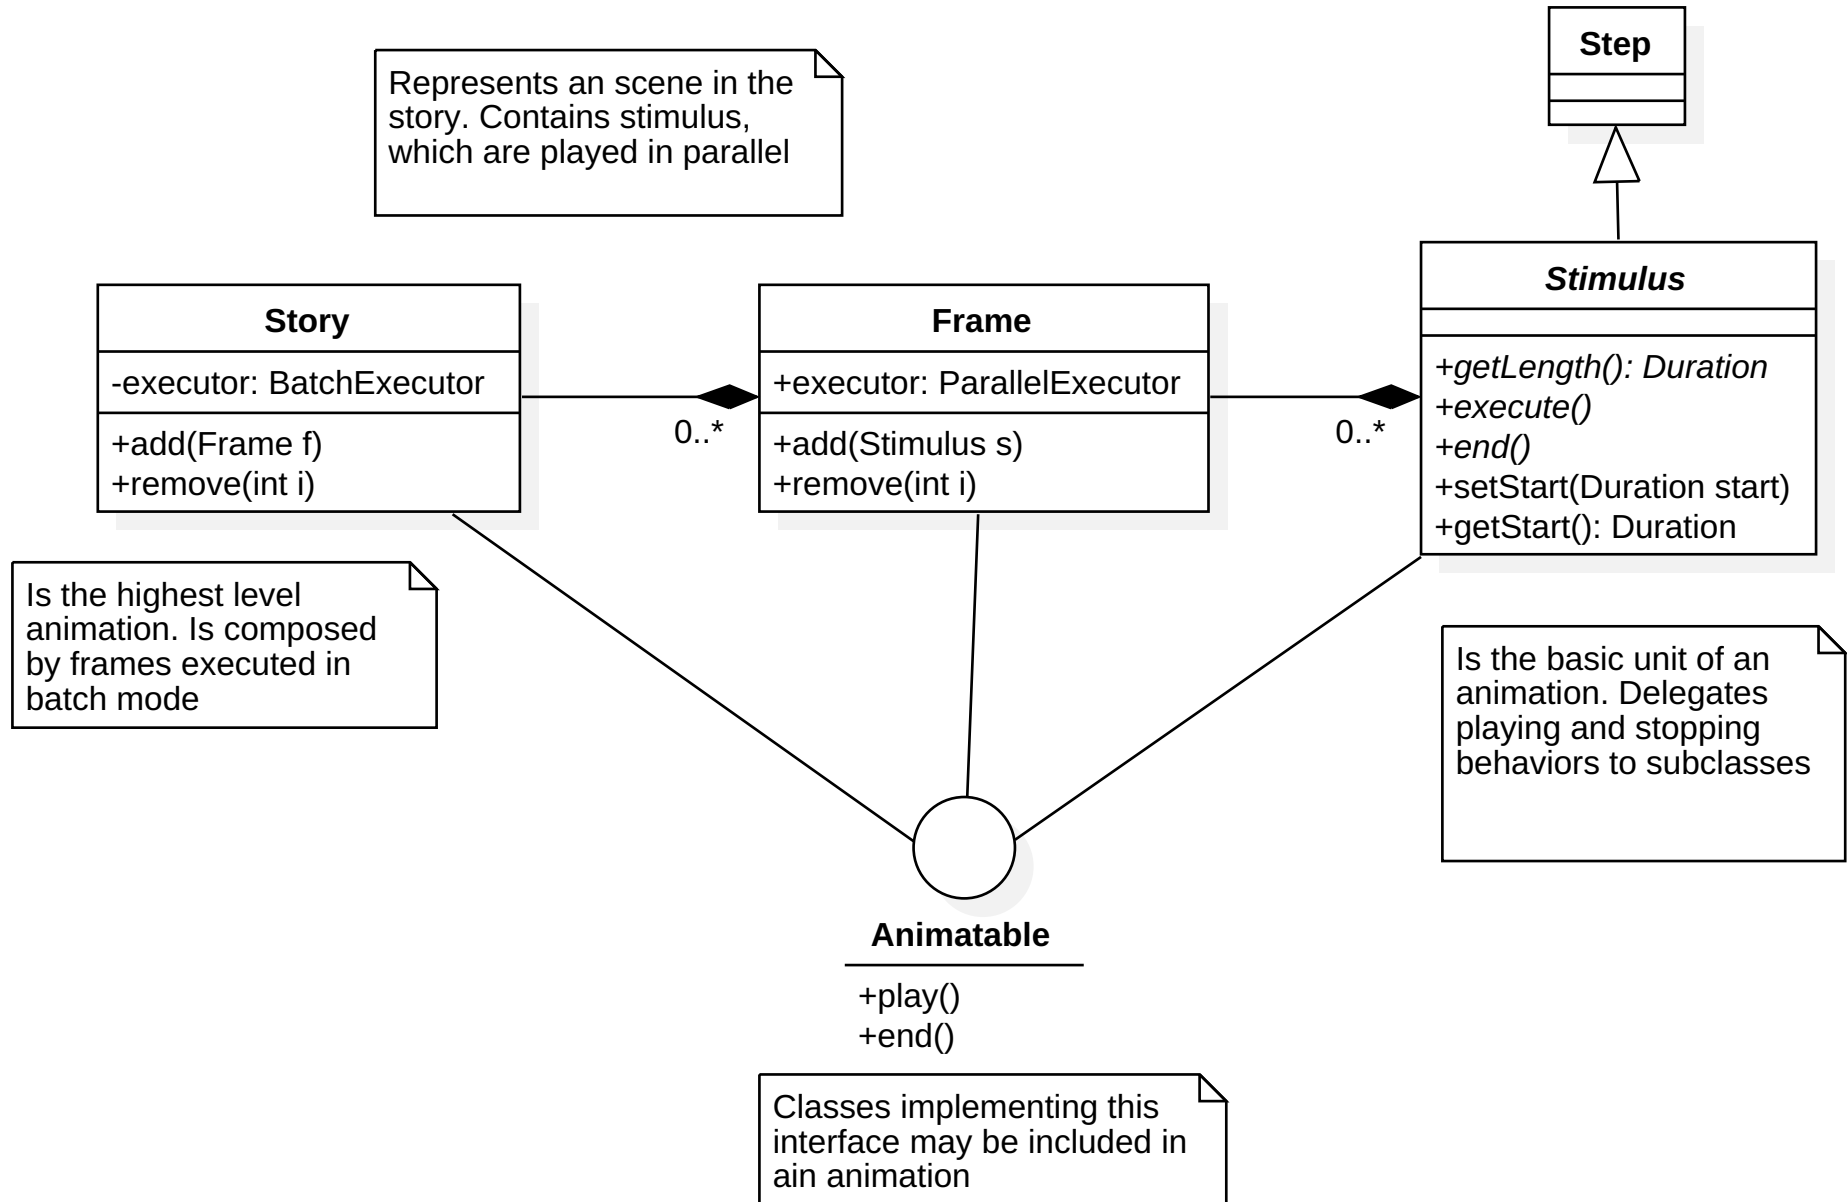 Step
Represents an scene in the
story. Contains stimulus,
which are played in parallel
Story
-executor: BatchExecutor
+add(Frame f)
+remove(int i)
0..*
Frame
+executor: ParallelExecutor
+add(Stimulus s)
+remove(int i)
0..*
Stimulus
+getLength(): Duration
+execute()
+end()
+setStart(Duration start)
+getStart(): Duration
Is the highest level
animation. Is composed
by frames executed in
batch mode
Is the basic unit of an
animation. Delegates
playing and stopping
behaviors to subclasses
Animatable
+play()
+end()
Classes implementing this
interface may be included in
ain animation